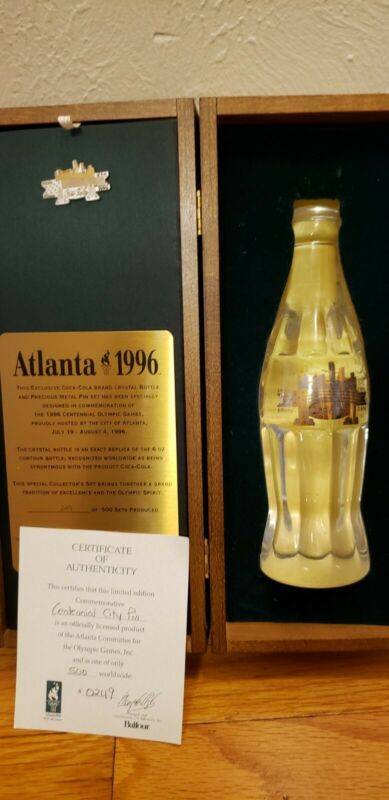 Atlanta 1996.
This Exclusive Coca-Cola brand Crystal Bottle
and Precious Metal Pin set has been specially
designed in commemoration of
the 1996 Centennial Olympic Games,
proudly hosted by the city of Atlanta,
July 19 - August 4, 1996.
The crystal bottle is an exact replica of the 6 oz
contour bottle, recognized worldwide as being
synonymous with the product Coca-Cola.
This special Collector's Set brings together a grand
tradition of excellence and the Olympic Spirit.
249 of 500 Sets Produced
CERTIFICATE
OF
AUTHENTICITY
This certifies that this limited edition
Commemorative
Centennial City Pin
is an officially licensed product
of the Atlanta Committee for
the Olympic Games, Inc.
and is one of only
500 worldwide.
# 0249
Balfour